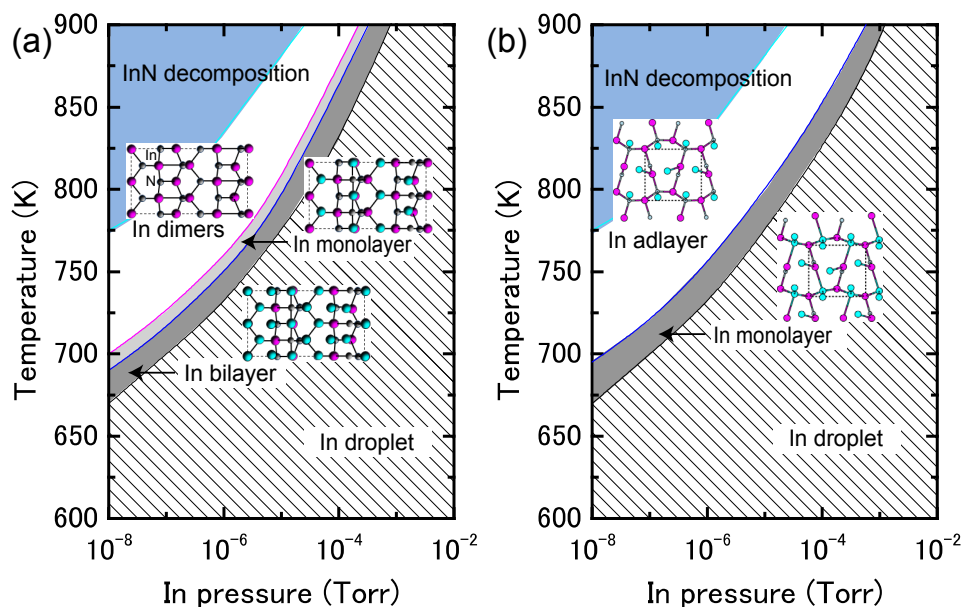 (a)
900
850
800
750
700
650
600
Temperature (K)
InN decomposition
In
N
In dimers
In monolayer
In bilayer
In droplet
10⁻⁸
10⁻⁶
10⁻⁴
10⁻²
In pressure (Torr)
(b)
900
850
800
750
700
650
600
Temperature (K)
InN decomposition
In adlayer
In monolayer
In droplet
10⁻⁸
10⁻⁶
10⁻⁴
10⁻²
In pressure (Torr)